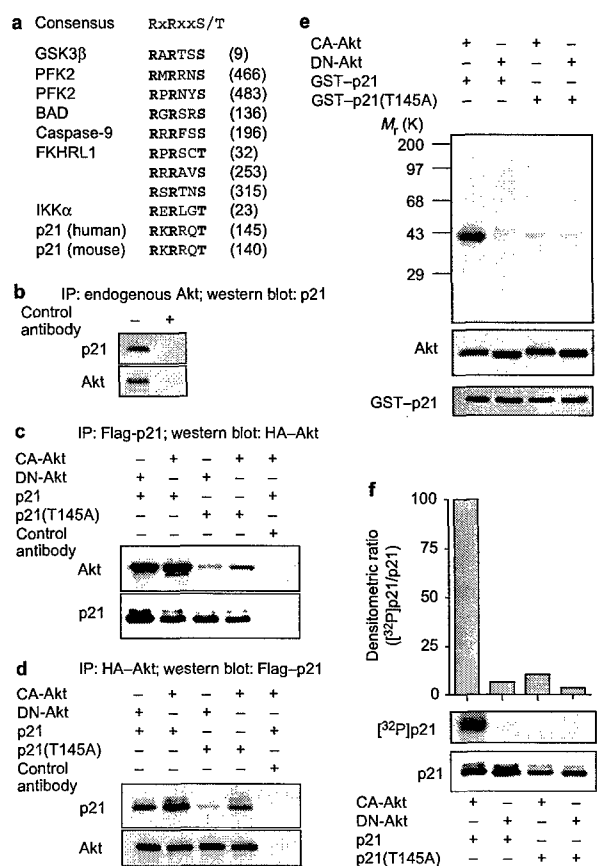 a Consensus RxRxxS/T
GSK3β RARTSS (9)
PFK2 RMRRNS (466)
PFK2 RPRNYS (483)
BAD RGRSRS (136)
Caspase-9 RRRFSS (196)
FKHRL1 RPRSCT (32)
RRRAVS (253)
RSRTNS (315)
IKKα RERLGT (23)
p21 (human) RKRRQT (145)
p21 (mouse) RKRRQT (140)
b IP: endogenous Akt; western blot: p21
Control
antibody − +
p21
Akt
c IP: Flag-p21; western blot: HA–Akt
CA-Akt − + − + +
DN-Akt + − + − −
p21 + + − − +
p21(T145A) − − + + −
Control
antibody − − − − +
Akt
p21
d IP: HA–Akt; western blot: Flag–p21
CA-Akt − + − + +
DN-Akt + − + − −
p21 + + − − +
p21(T145A) − − + + −
Control
antibody − − − − +
p21
Akt
e
CA-Akt + − + −
DN-Akt − + − +
GST–p21 + + − −
GST–p21(T145A) − − + +
Mr (K)
200
97
68
43
29
Akt
GST–p21
f
100
75
50
25
0
Densitometric ratio
([32P]p21/p21)
[32P]p21
p21
CA-Akt + − + −
DN-Akt − + − +
p21 + + − −
p21(T145A) − − + +